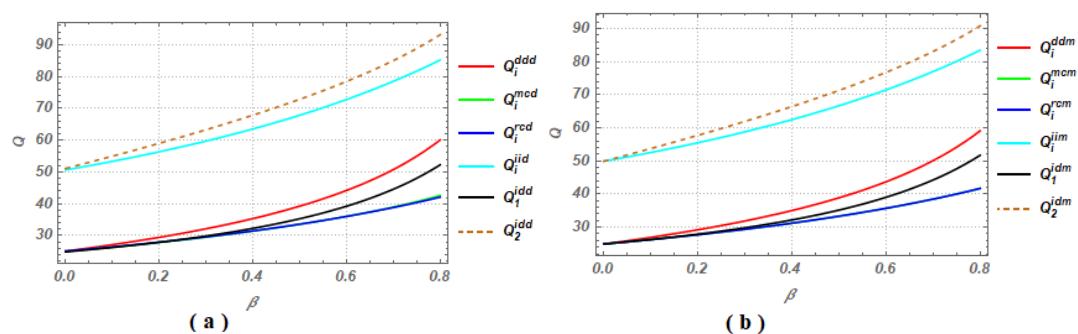 90
80
70
60
50
40
30
Q
0.0 0.2 0.4 0.6 0.8
β
Q_i^{ddd}
Q_i^{mcd}
Q_i^{rcd}
Q_i^{iid}
Q_1^{idd}
Q_2^{idd}
( a )
90
80
70
60
50
40
30
Q
0.0 0.2 0.4 0.6 0.8
β
Q_i^{ddm}
Q_i^{mcm}
Q_i^{rcm}
Q_i^{iim}
Q_1^{idm}
Q_2^{idm}
( b )